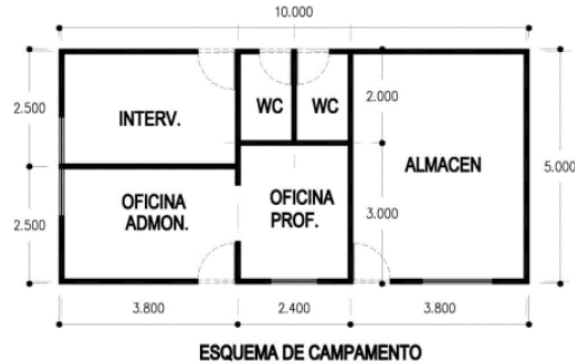 10.000
2.500
INTERV.
WC
WC
2.000
ALMACEN
5.000
2.500
OFICINA
ADMON.
OFICINA
PROF.
3.000
3.800
2.400
3.800
ESQUEMA DE CAMPAMENTO